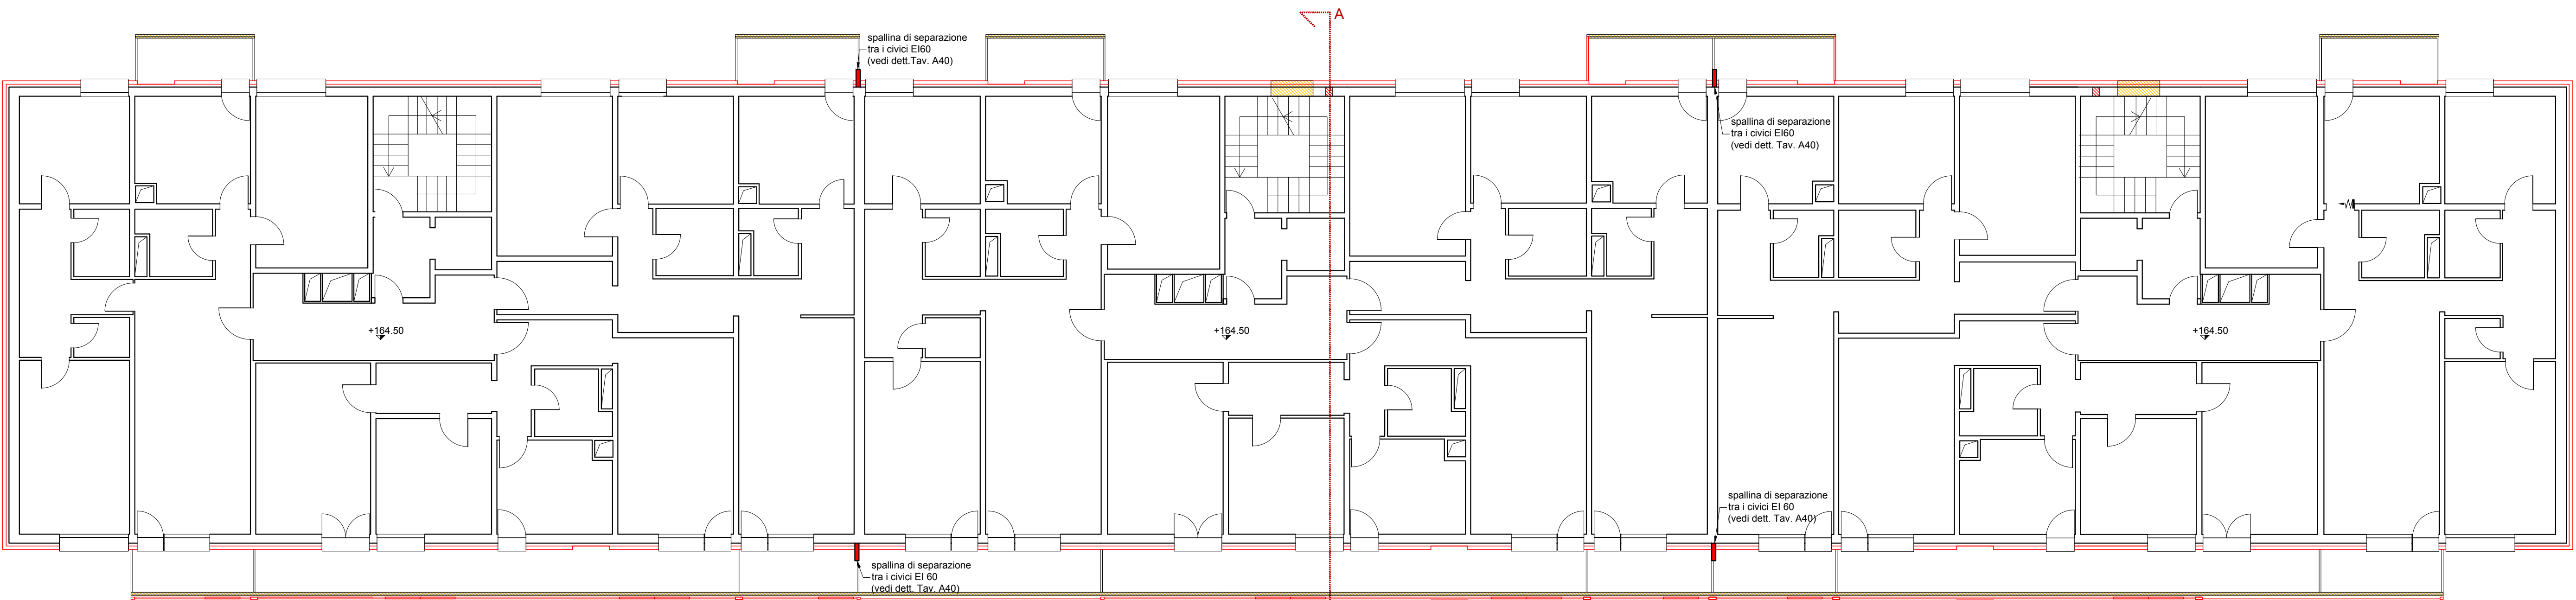 A
spallina di separazione
tra i civici EI60
(vedi dett.Tav. A40)
spallina di separazione
tra i civici EI60
(vedi dett. Tav. A40)
+164.50
+164.50
+164.50
spallina di separazione
tra i civici EI 60
(vedi dett. Tav. A40)
spallina di separazione
tra i civici EI 60
(vedi dett. Tav. A40)